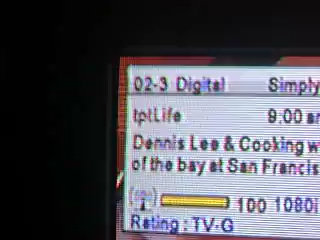 02-3 Digital Simply
tptLife 9:00 a
Dennis Lee & Cooking w
of the bay at San Francis
100 1080i
Rating : TV-G